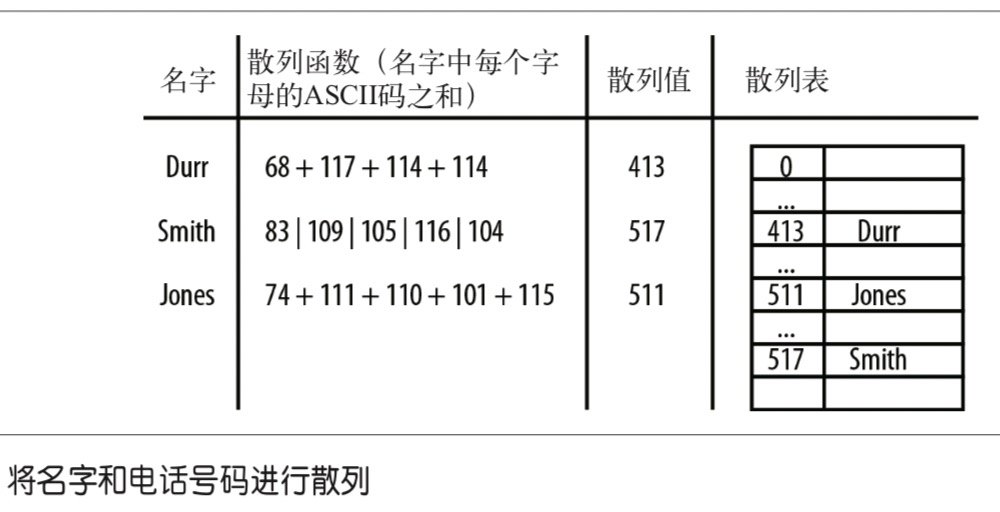 名字 散列函数（名字中每个字母的ASCII码之和） 散列值 散列表
Durr 68 + 117 + 114 + 114 413 0
...
Smith 83 | 109 | 105 | 116 | 104 517 413 Durr
...
Jones 74 + 111 + 110 + 101 + 115 511 511 Jones
...
517 Smith
将名字和电话号码进行散列